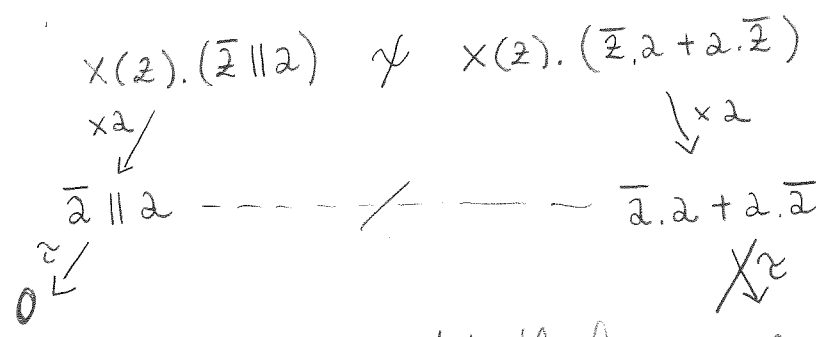 x(z).(z̅ || a) ≁ x(z).(z̅.a + a.z̅)
xa xa
a̅ || a a̅.a + a.a̅
τ τ
0